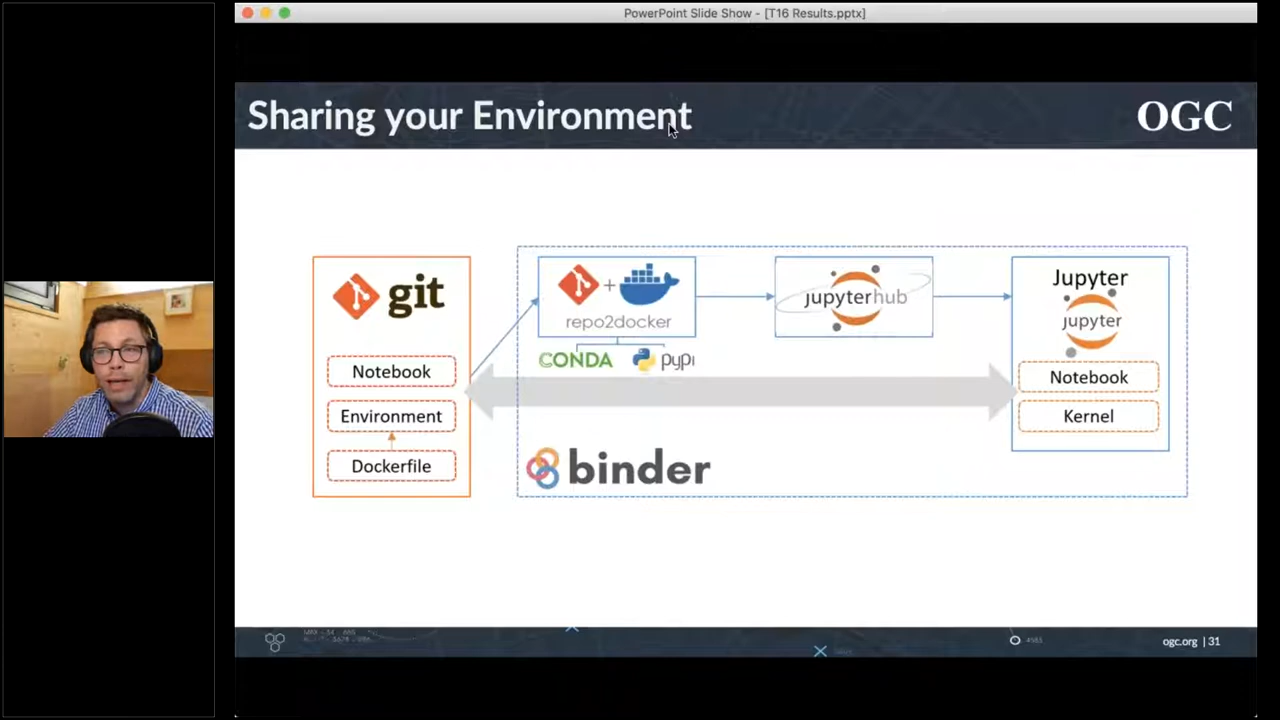 PowerPoint Slide Show - [T16 Results.pptx]
Sharing your Environment
OGC
git
Notebook
Environment
Dockerfile
+
repo2docker
CONDA
pypi
jupyterhub
Jupyter
jupyter
Notebook
Kernel
binder
ogc.org | 31